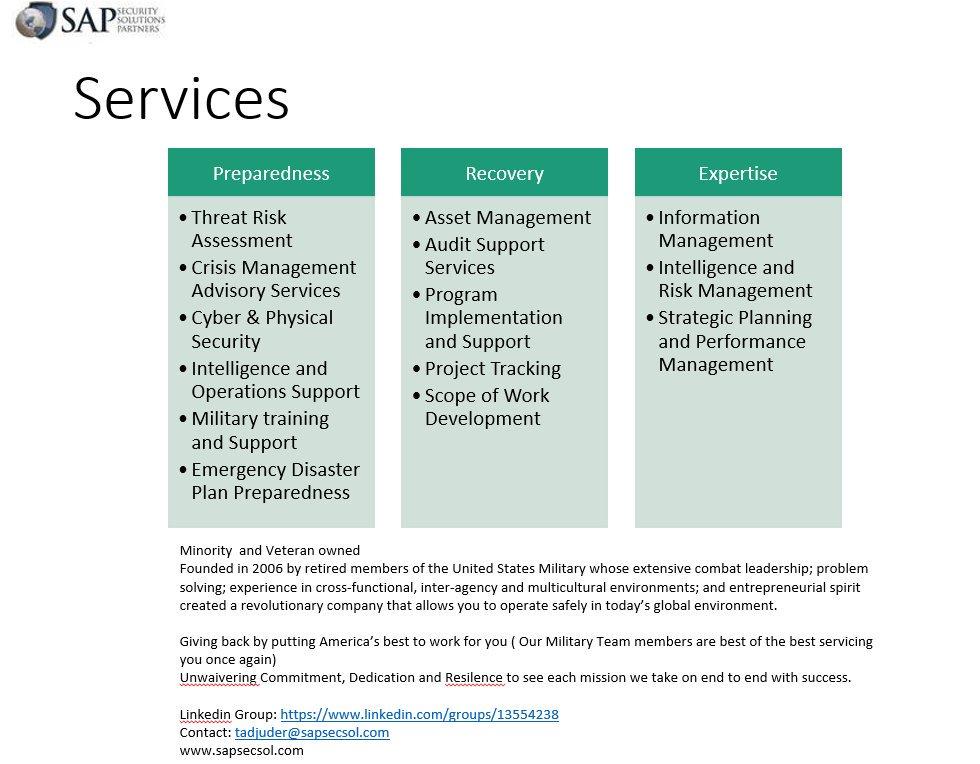 SAP SECURITY
SOLUTIONS
PARTNERS
Services
Preparedness
• Threat Risk
Assessment
• Crisis Management
Advisory Services
• Cyber & Physical
Security
• Intelligence and
Operations Support
• Military training
and Support
• Emergency Disaster
Plan Preparedness
Recovery
• Asset Management
• Audit Support
Services
• Program
Implementation
and Support
• Project Tracking
• Scope of Work
Development
Expertise
• Information
Management
• Intelligence and
Risk Management
• Strategic Planning
and Performance
Management
Minority  and Veteran owned
Founded in 2006 by retired members of the United States Military whose extensive combat leadership; problem
solving; experience in cross-functional, inter-agency and multicultural environments; and entrepreneurial spirit
created a revolutionary company that allows you to operate safely in today’s global environment.
Giving back by putting America’s best to work for you ( Our Military Team members are best of the best servicing
you once again)
Unwaivering Commitment, Dedication and Resilence to see each mission we take on end to end with success.
Linkedin Group: https://www.linkedin.com/groups/13554238
Contact: tadjuder@sapsecsol.com
www.sapsecsol.com